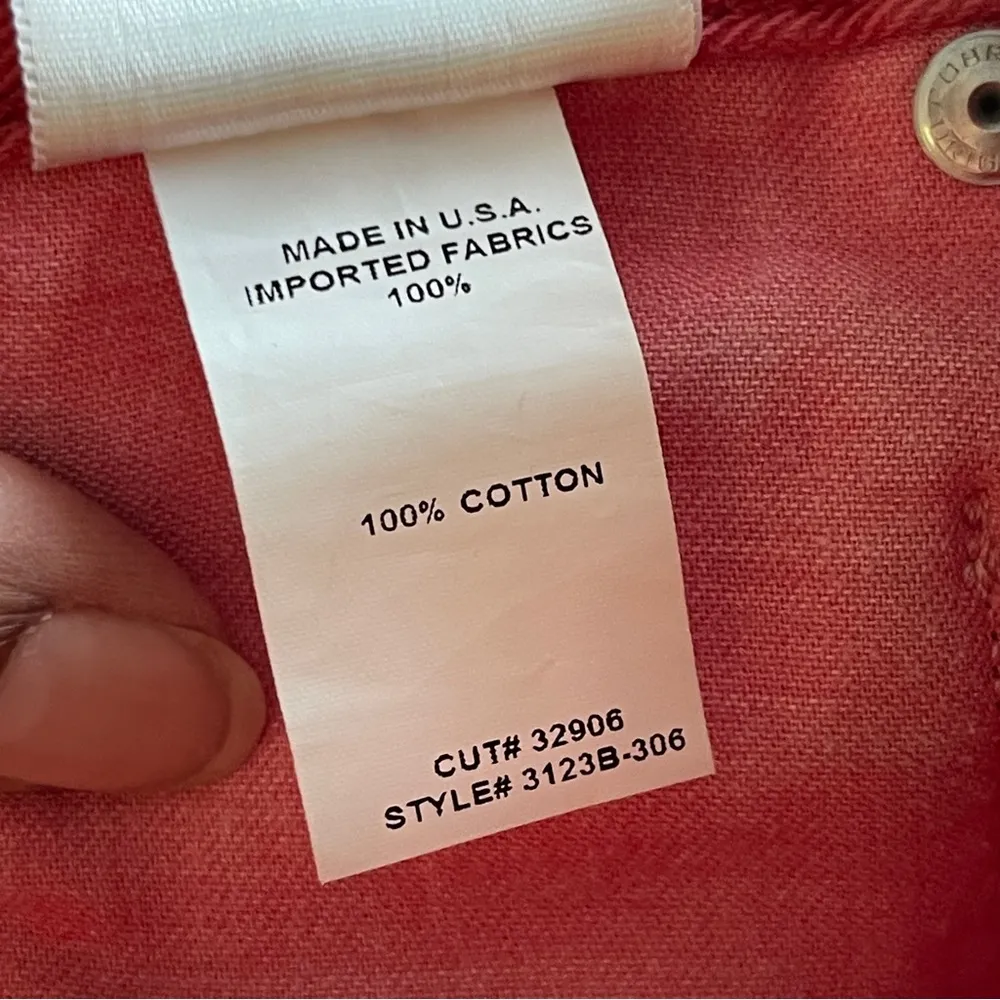 MADE IN U.S.A.
IMPORTED FABRICS
100%
100% COTTON
CUT# 32906
STYLE# 3123B-306